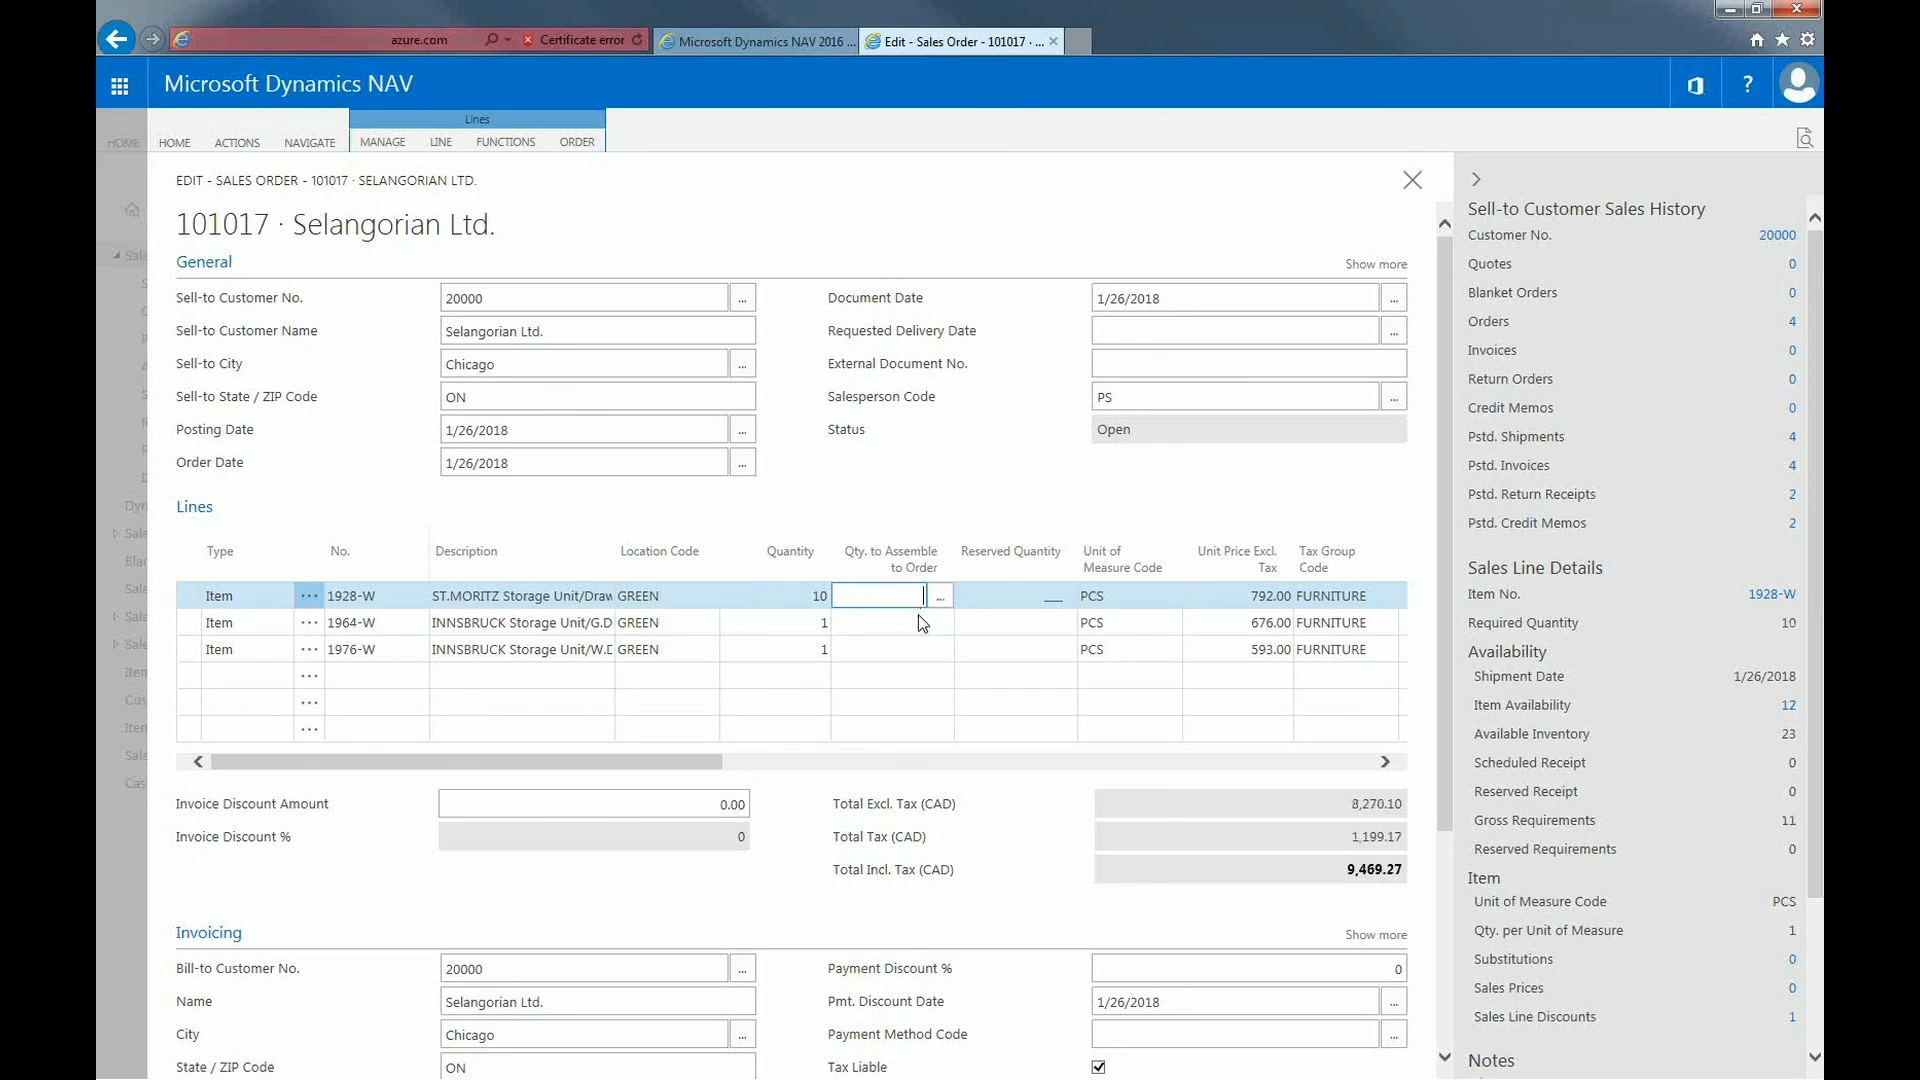 azure.com
Certificate error
Microsoft Dynamics NAV 2016 ...
Edit - Sales Order - 101017 · ...
Microsoft Dynamics NAV
?
Lines
HOME
HOME
ACTIONS
NAVIGATE
MANAGE
LINE
FUNCTIONS
ORDER
EDIT - SALES ORDER - 101017 · SELANGORIAN LTD.
101017 · Selangorian Ltd.
General
Show more
Sell-to Customer No.
20000
...
Document Date
1/26/2018
...
Sell-to Customer Name
Selangorian Ltd.
Requested Delivery Date
...
Sell-to City
Chicago
...
External Document No.
Sell-to State / ZIP Code
ON
Salesperson Code
PS
...
Posting Date
1/26/2018
...
Status
Open
Order Date
1/26/2018
...
Lines
Type
No.
Description
Location Code
Quantity
Qty. to Assemble
to Order
Reserved Quantity
Unit of
Measure Code
Unit Price Excl.
Tax
Tax Group
Code
Item ··· 1928-W ST.MORITZ Storage Unit/Draw GREEN 10 ... __ PCS 792.00 FURNITURE
Item ··· 1964-W INNSBRUCK Storage Unit/G.D GREEN 1 PCS 676.00 FURNITURE
Item ··· 1976-W INNSBRUCK Storage Unit/W.D GREEN 1 PCS 593.00 FURNITURE
···
···
···
Invoice Discount Amount
0.00
Total Excl. Tax (CAD)
8,270.10
Invoice Discount %
0
Total Tax (CAD)
1,199.17
Total Incl. Tax (CAD)
9,469.27
Invoicing
Show more
Bill-to Customer No.
20000
...
Payment Discount %
0
Name
Selangorian Ltd.
Pmt. Discount Date
1/26/2018
...
City
Chicago
...
Payment Method Code
...
State / ZIP Code
ON
Tax Liable
Sell-to Customer Sales History
Customer No. 20000
Quotes 0
Blanket Orders 0
Orders 4
Invoices 0
Return Orders 0
Credit Memos 0
Pstd. Shipments 4
Pstd. Invoices 4
Pstd. Return Receipts 2
Pstd. Credit Memos 2
Sales Line Details
Item No. 1928-W
Required Quantity 10
Availability
Shipment Date 1/26/2018
Item Availability 12
Available Inventory 23
Scheduled Receipt 0
Reserved Receipt 0
Gross Requirements 11
Reserved Requirements 0
Item
Unit of Measure Code PCS
Qty. per Unit of Measure 1
Substitutions 0
Sales Prices 0
Sales Line Discounts 1
Notes